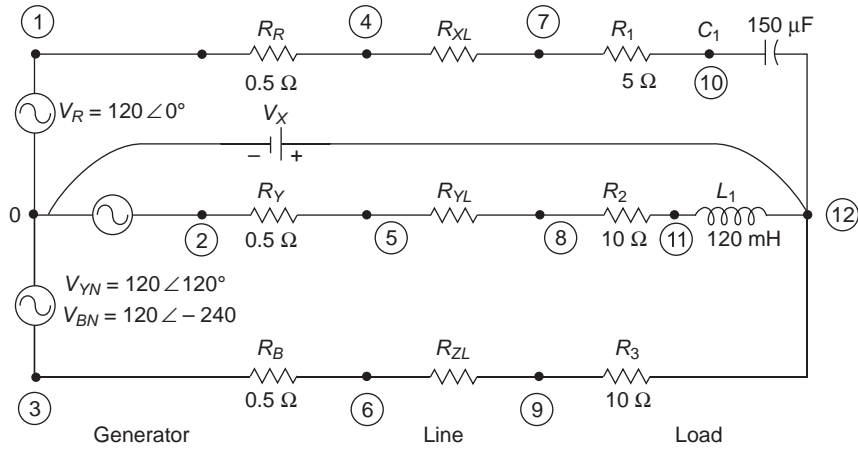 1 4 7 150 μF
R_R R_XL R_1 C_1
0.5 Ω 5 Ω 10
V_R = 120∠0° V_X
– +
0 R_Y R_YL R_2 L_1 12
2 0.5 Ω 5 8 10 Ω 11 120 mH
V_YN = 120∠120°
V_BN = 120∠– 240
R_B R_ZL R_3
3 0.5 Ω 6 9 10 Ω
Generator Line Load